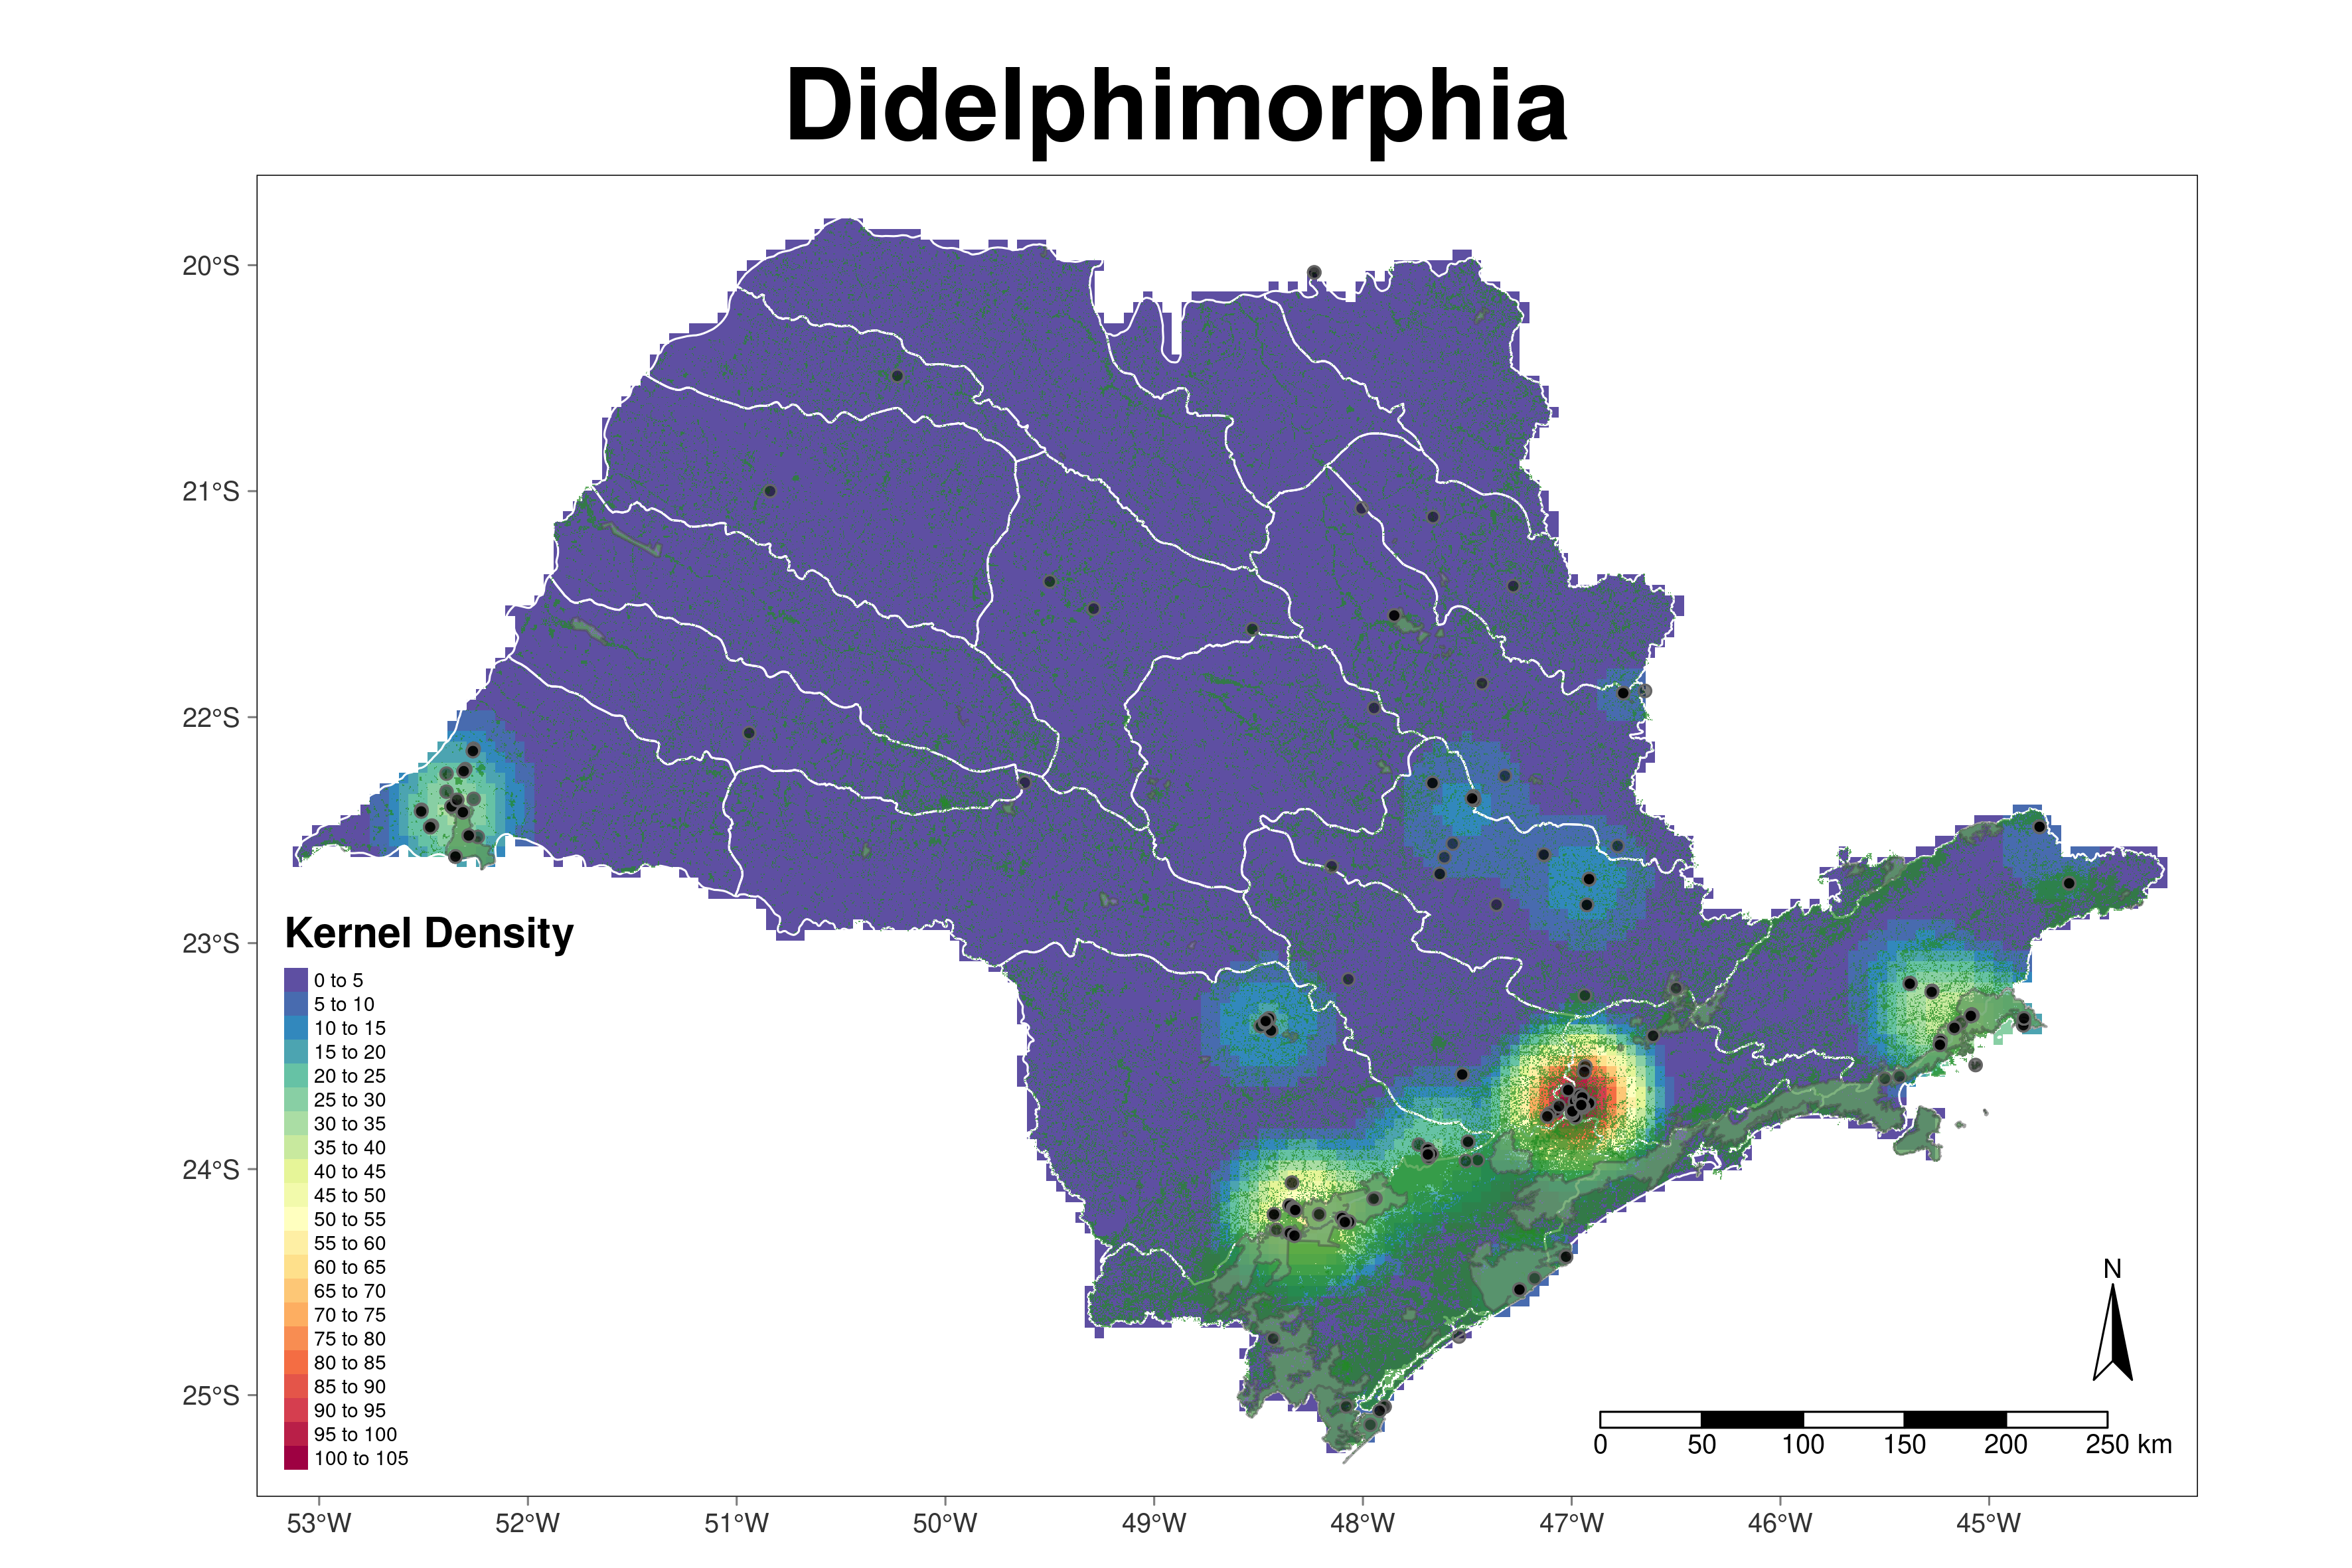 Didelphimorphia
20°S
21°S
22°S
23°S
24°S
25°S
Kernel Density
0 to 5
5 to 10
10 to 15
15 to 20
20 to 25
25 to 30
30 to 35
35 to 40
40 to 45
45 to 50
50 to 55
55 to 60
60 to 65
65 to 70
70 to 75
75 to 80
80 to 85
85 to 90
90 to 95
95 to 100
100 to 105
N
0 50 100 150 200 250 km
53°W 52°W 51°W 50°W 49°W 48°W 47°W 46°W 45°W